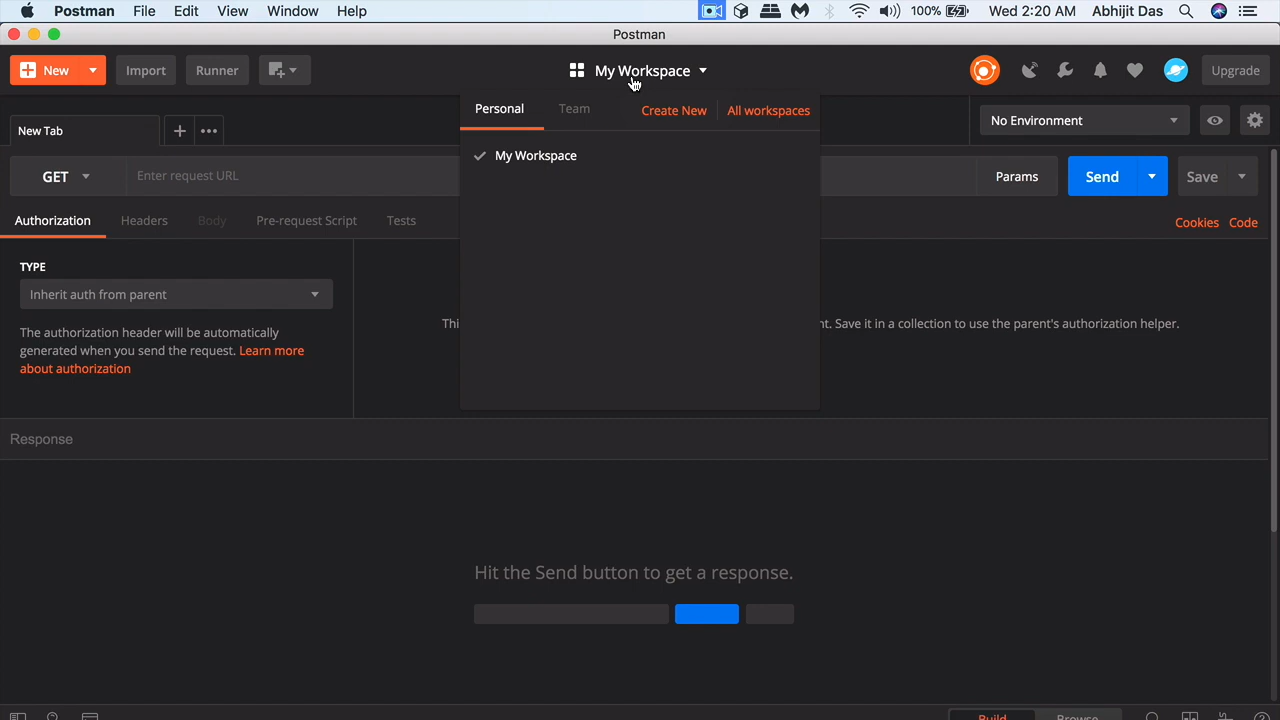 Postman File Edit View Window Help 100% Wed 2:20 AM Abhijit Das
Postman
New Import Runner My Workspace Upgrade
Personal Team Create New All workspaces
New Tab No Environment
My Workspace
GET Enter request URL Params Send Save
Authorization Headers Body Pre-request Script Tests Cookies Code
TYPE
Inherit auth from parent
The authorization header will be automatically
generated when you send the request. Learn more
about authorization
Thi nt. Save it in a collection to use the parent's authorization helper.
Response
Hit the Send button to get a response.
Build Browse